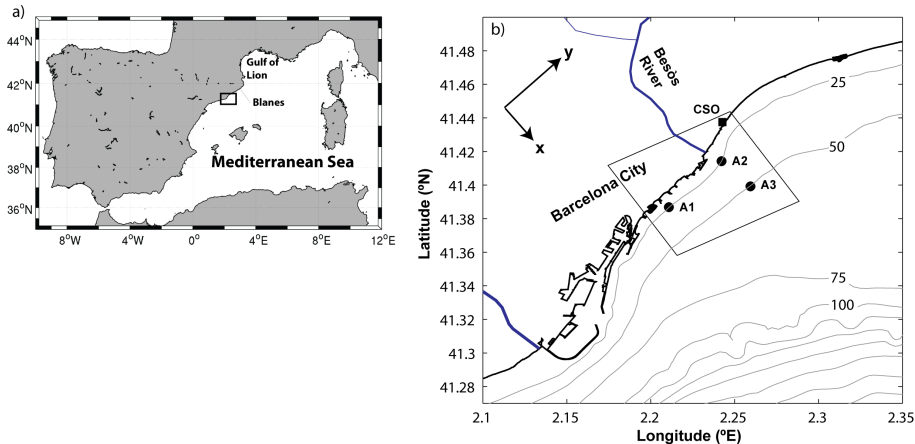 a)
44°N
42°N
40°N
38°N
36°N
8°W
4°W
0°
4°E
8°E
12°E
Gulf of
Lion
Blanes
Mediterranean Sea
b)
41.48
41.46
41.44
41.42
41.4
41.38
41.36
41.34
41.32
41.3
41.28
2.1
2.15
2.2
2.25
2.3
2.35
Latitude (ºN)
Longitude (ºE)
y
x
Besòs
River
CSO
Barcelona City
A1
A2
A3
25
50
75
100